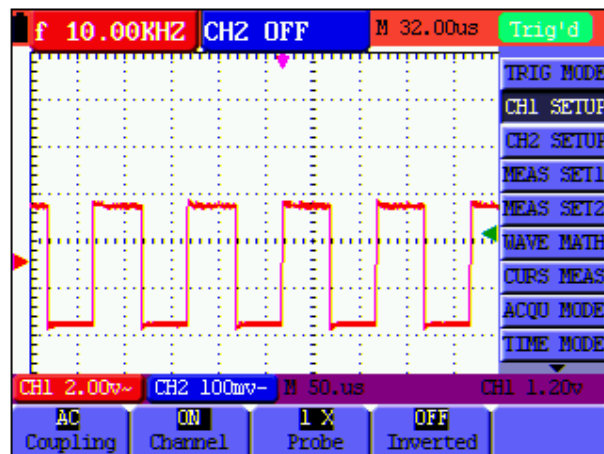 f 10.00KHZ
CH2 OFF
M 32.00us
Trig'd
TRIG MODE
CH1 SETUP
CH2 SETUP
MEAS SET1
MEAS SET2
WAVE MATH
CURS MEAS
ACQU MODE
TIME MODE
CH1 2.00v~
CH2 100mv-
M 50.us
CH1 1.20v
AC
Coupling
ON
Channel
1 X
Probe
OFF
Inverted